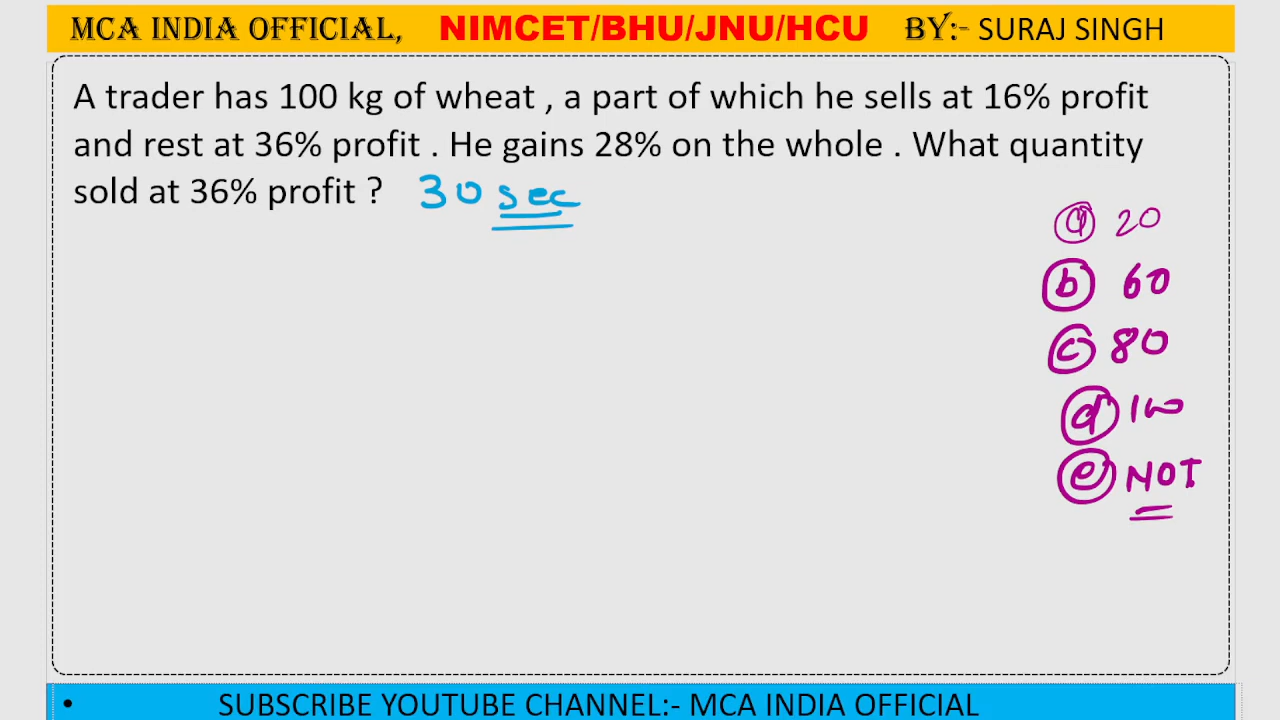 MCA INDIA OFFICIAL, NIMCET/BHU/JNU/HCU BY:- SURAJ SINGH
A trader has 100 kg of wheat , a part of which he sells at 16% profit
and rest at 36% profit . He gains 28% on the whole . What quantity
sold at 36% profit ? 30 sec
a 20
b 60
c 80
d 100
e NOT
• SUBSCRIBE YOUTUBE CHANNEL:- MCA INDIA OFFICIAL